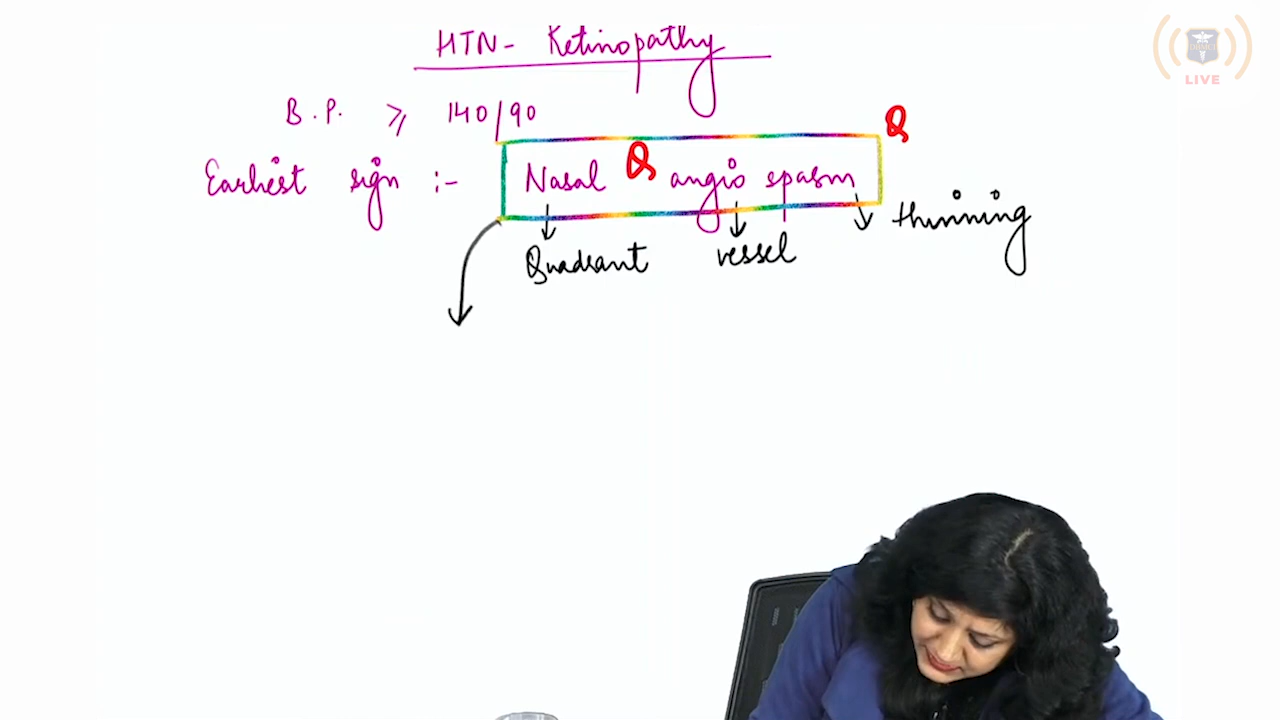 HTN- Retinopathy
B.P. ⩾ 140/90
Q
Earliest sign :- Nasal Q angio spasm
thinning
Quadrant vessel
LIVE